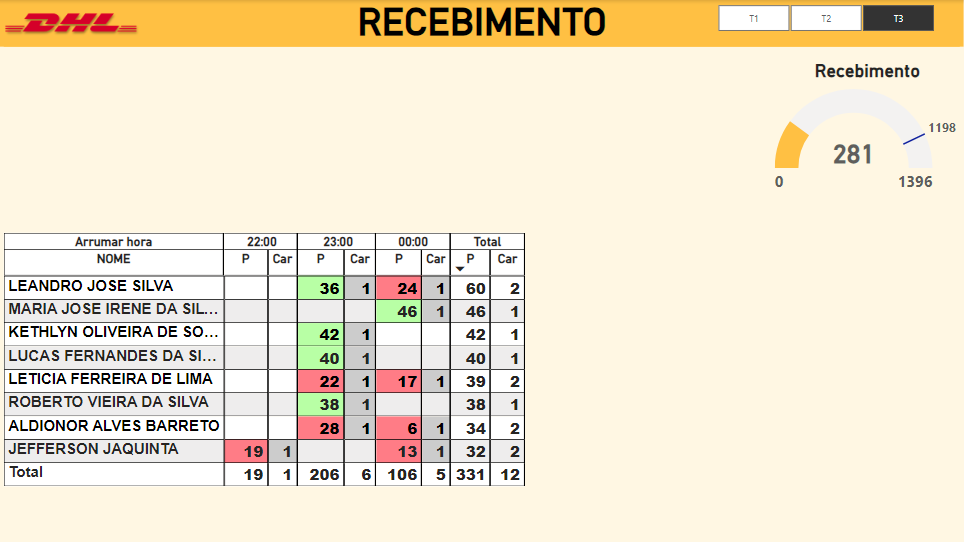 DHL RECEBIMENTO T1 T2 T3
Recebimento
1198
281
0 1396
Arrumar hora 22:00 23:00 00:00 Total
NOME P Car P Car P Car P Car
LEANDRO JOSE SILVA 36 1 24 1 60 2
MARIA JOSE IRENE DA SIL... 46 1 46 1
KETHLYN OLIVEIRA DE SO... 42 1 42 1
LUCAS FERNANDES DA SI... 40 1 40 1
LETICIA FERREIRA DE LIMA 22 1 17 1 39 2
ROBERTO VIEIRA DA SILVA 38 1 38 1
ALDIONOR ALVES BARRETO 28 1 6 1 34 2
JEFFERSON JAQUINTA 19 1 13 1 32 2
Total 19 1 206 6 106 5 331 12